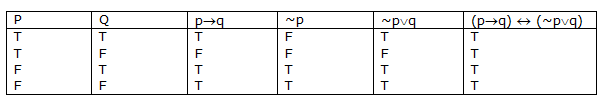 P Q p→q ~p ~p∨q (p→q) ↔ (~p∨q)
T T T F T T
T F F F F T
F T T T T T
F F T T T T